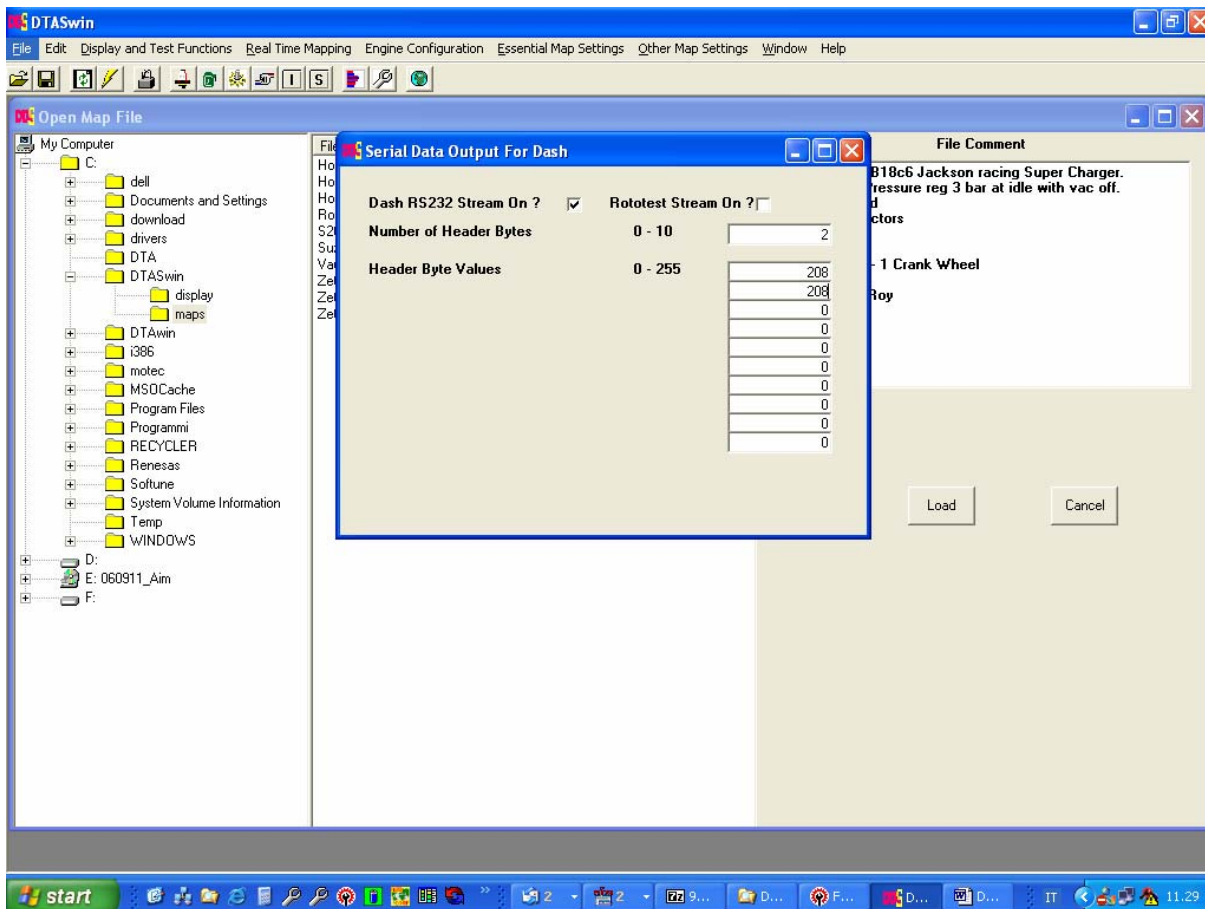 DTASwin
File Edit Display and Test Functions Real Time Mapping Engine Configuration Essential Map Settings Other Map Settings Window Help
I S
Open Map File
My Computer
C:
dell
Documents and Settings
download
drivers
DTA
DTASwin
display
maps
DTAwin
i386
motec
MSOCache
Program Files
Programmi
RECYCLER
Renesas
Softune
System Volume Information
Temp
WINDOWS
D:
E: 060911_Aim
F:
Serial Data Output For Dash
Dash RS232 Stream On ? Rototest Stream On ?
Number of Header Bytes 0 - 10 2
Header Byte Values 0 - 255 208
208
0
0
0
0
0
0
0
0
File Comment
B18c6 Jackson racing Super Charger.
ressure reg 3 bar at idle with vac off.
d
ctors
- 1 Crank Wheel
Roy
Load Cancel
start 2 2 9... D... F... D... D... IT 11.29